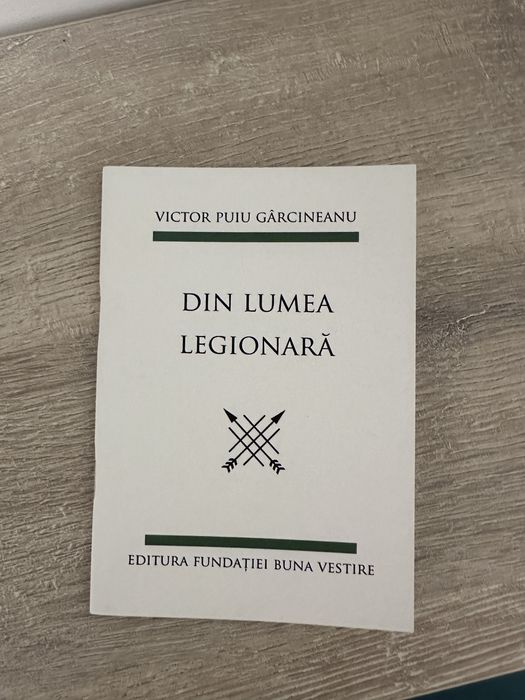 VICTOR PUIU GÂRCINEANU
DIN LUMEA
LEGIONARĂ
EDITURA FUNDAȚIEI BUNA VESTIRE